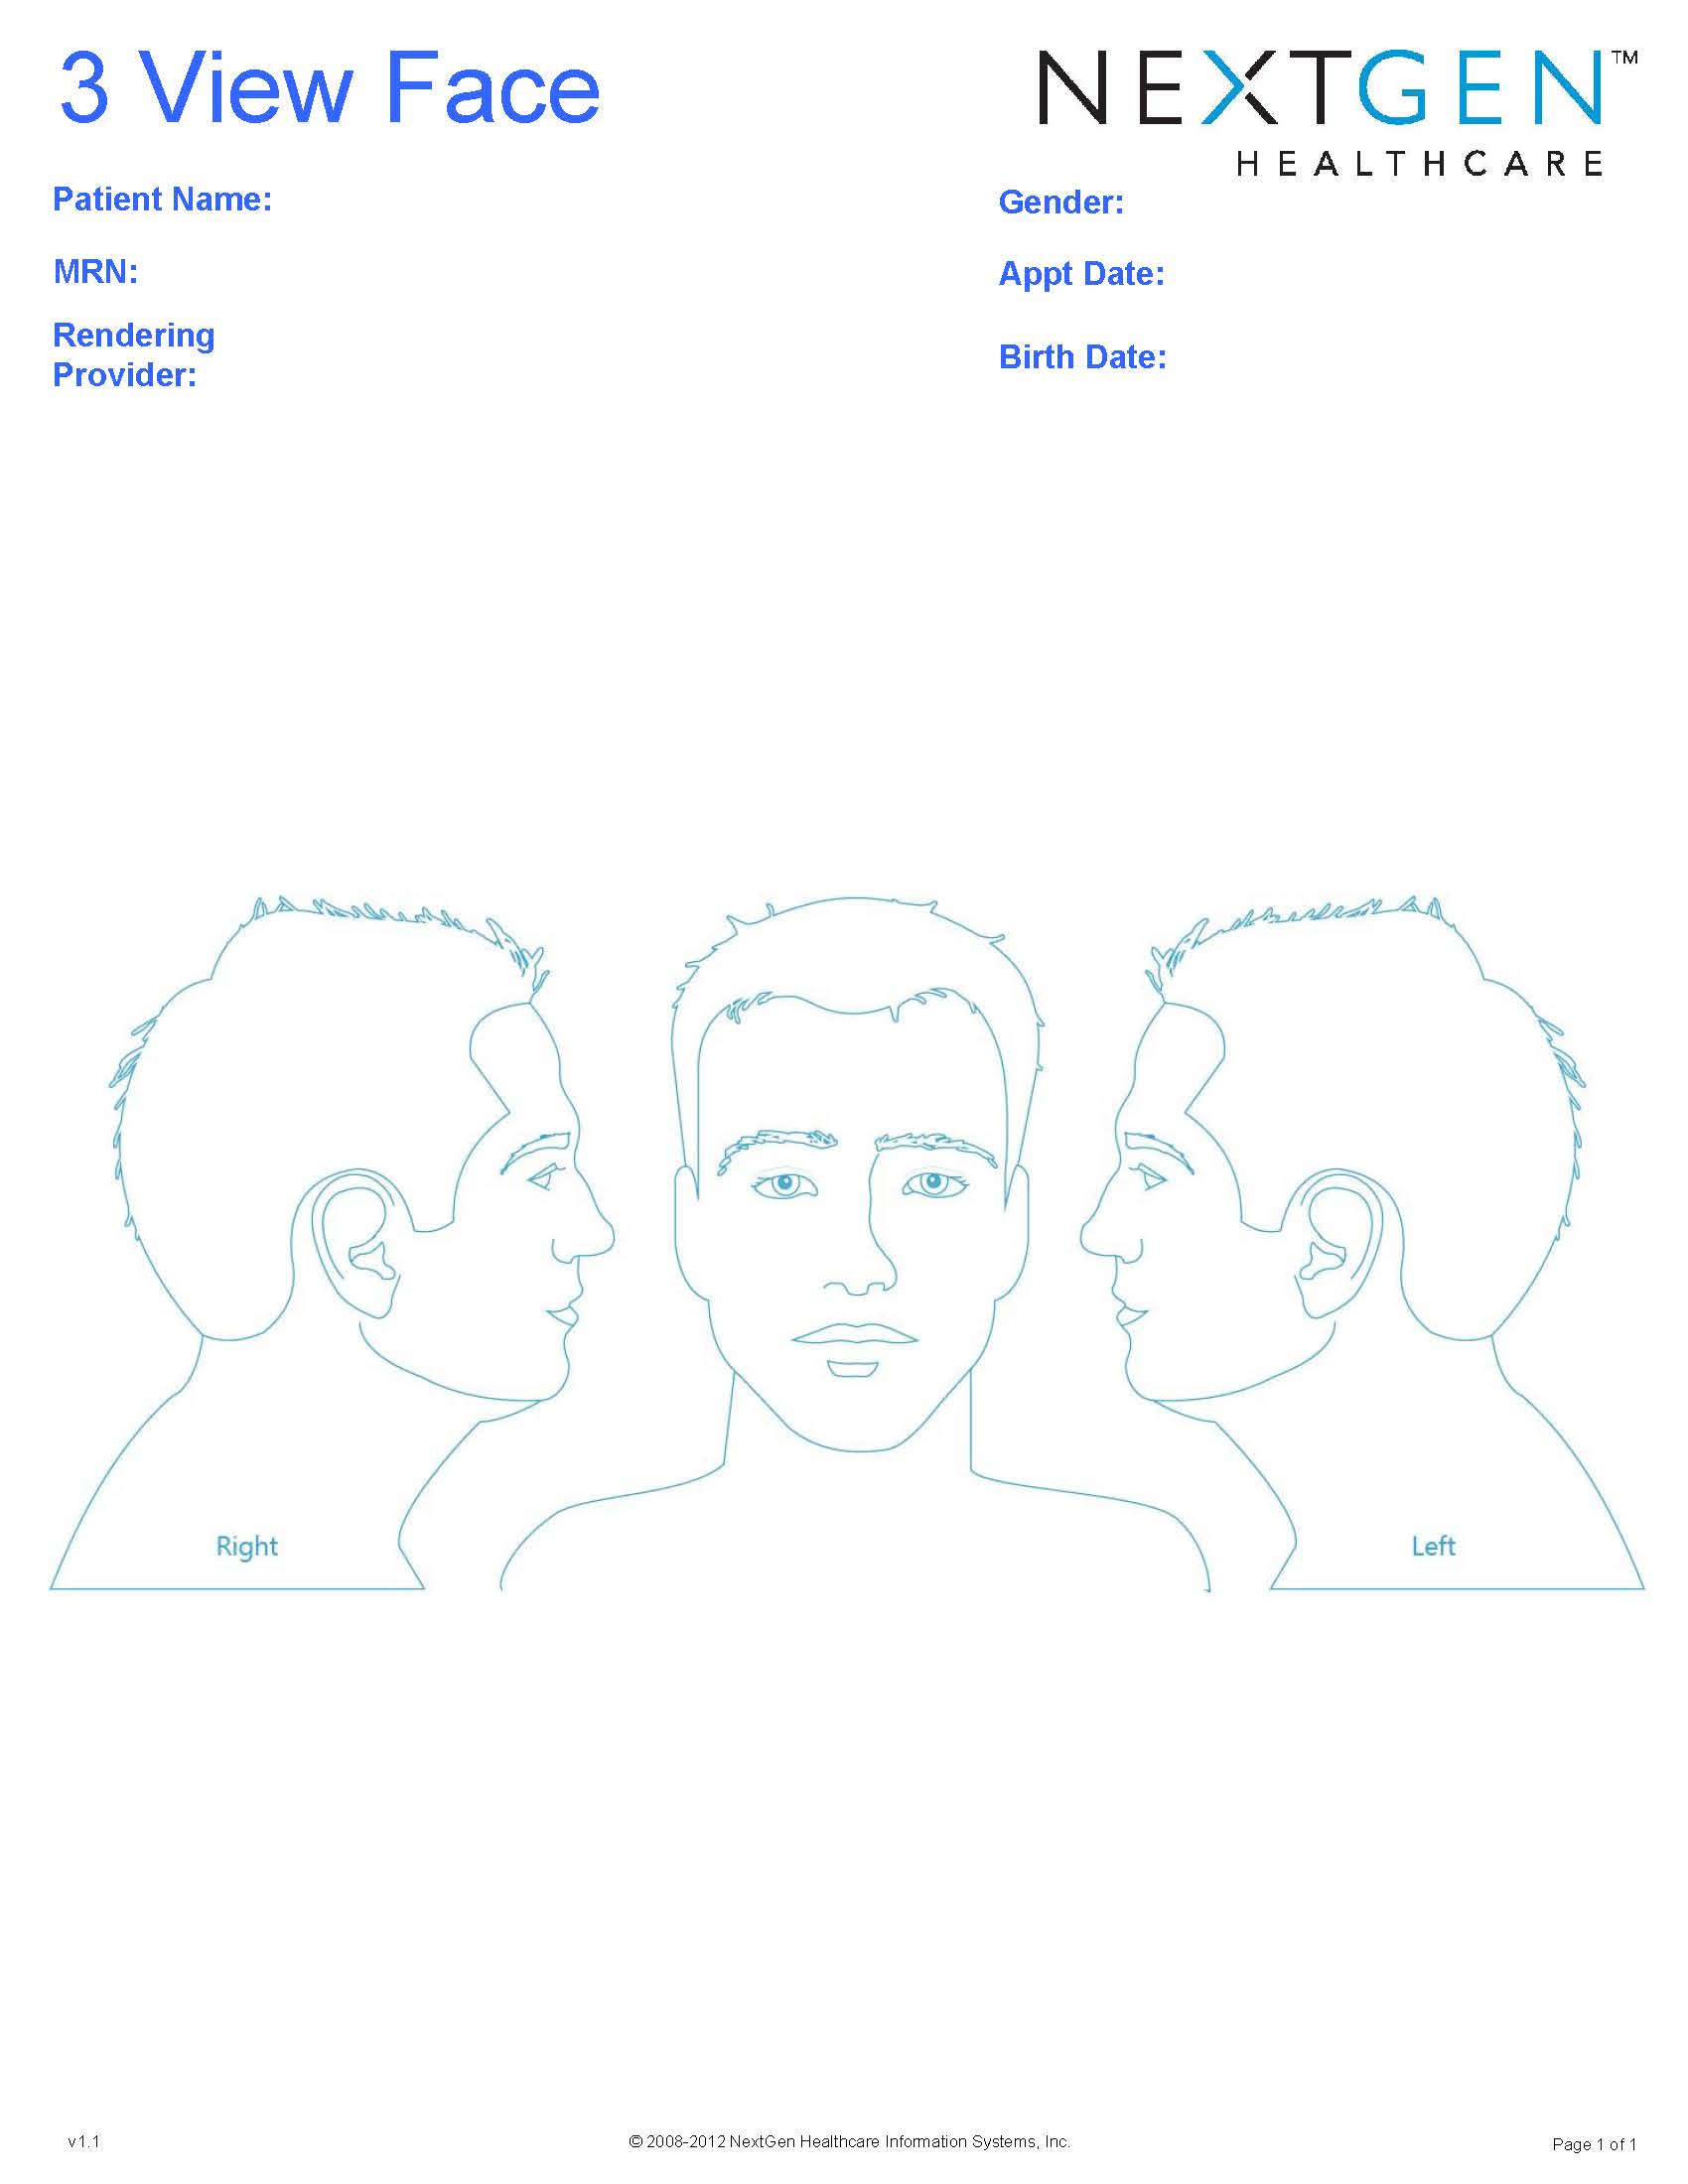 3 View Face
NEXTGEN™
HEALTHCARE
Patient Name:
Gender:
MRN:
Appt Date:
Rendering
Provider:
Birth Date:
Right
Left
v1.1
© 2008-2012 NextGen Healthcare Information Systems, Inc.
Page 1 of 1